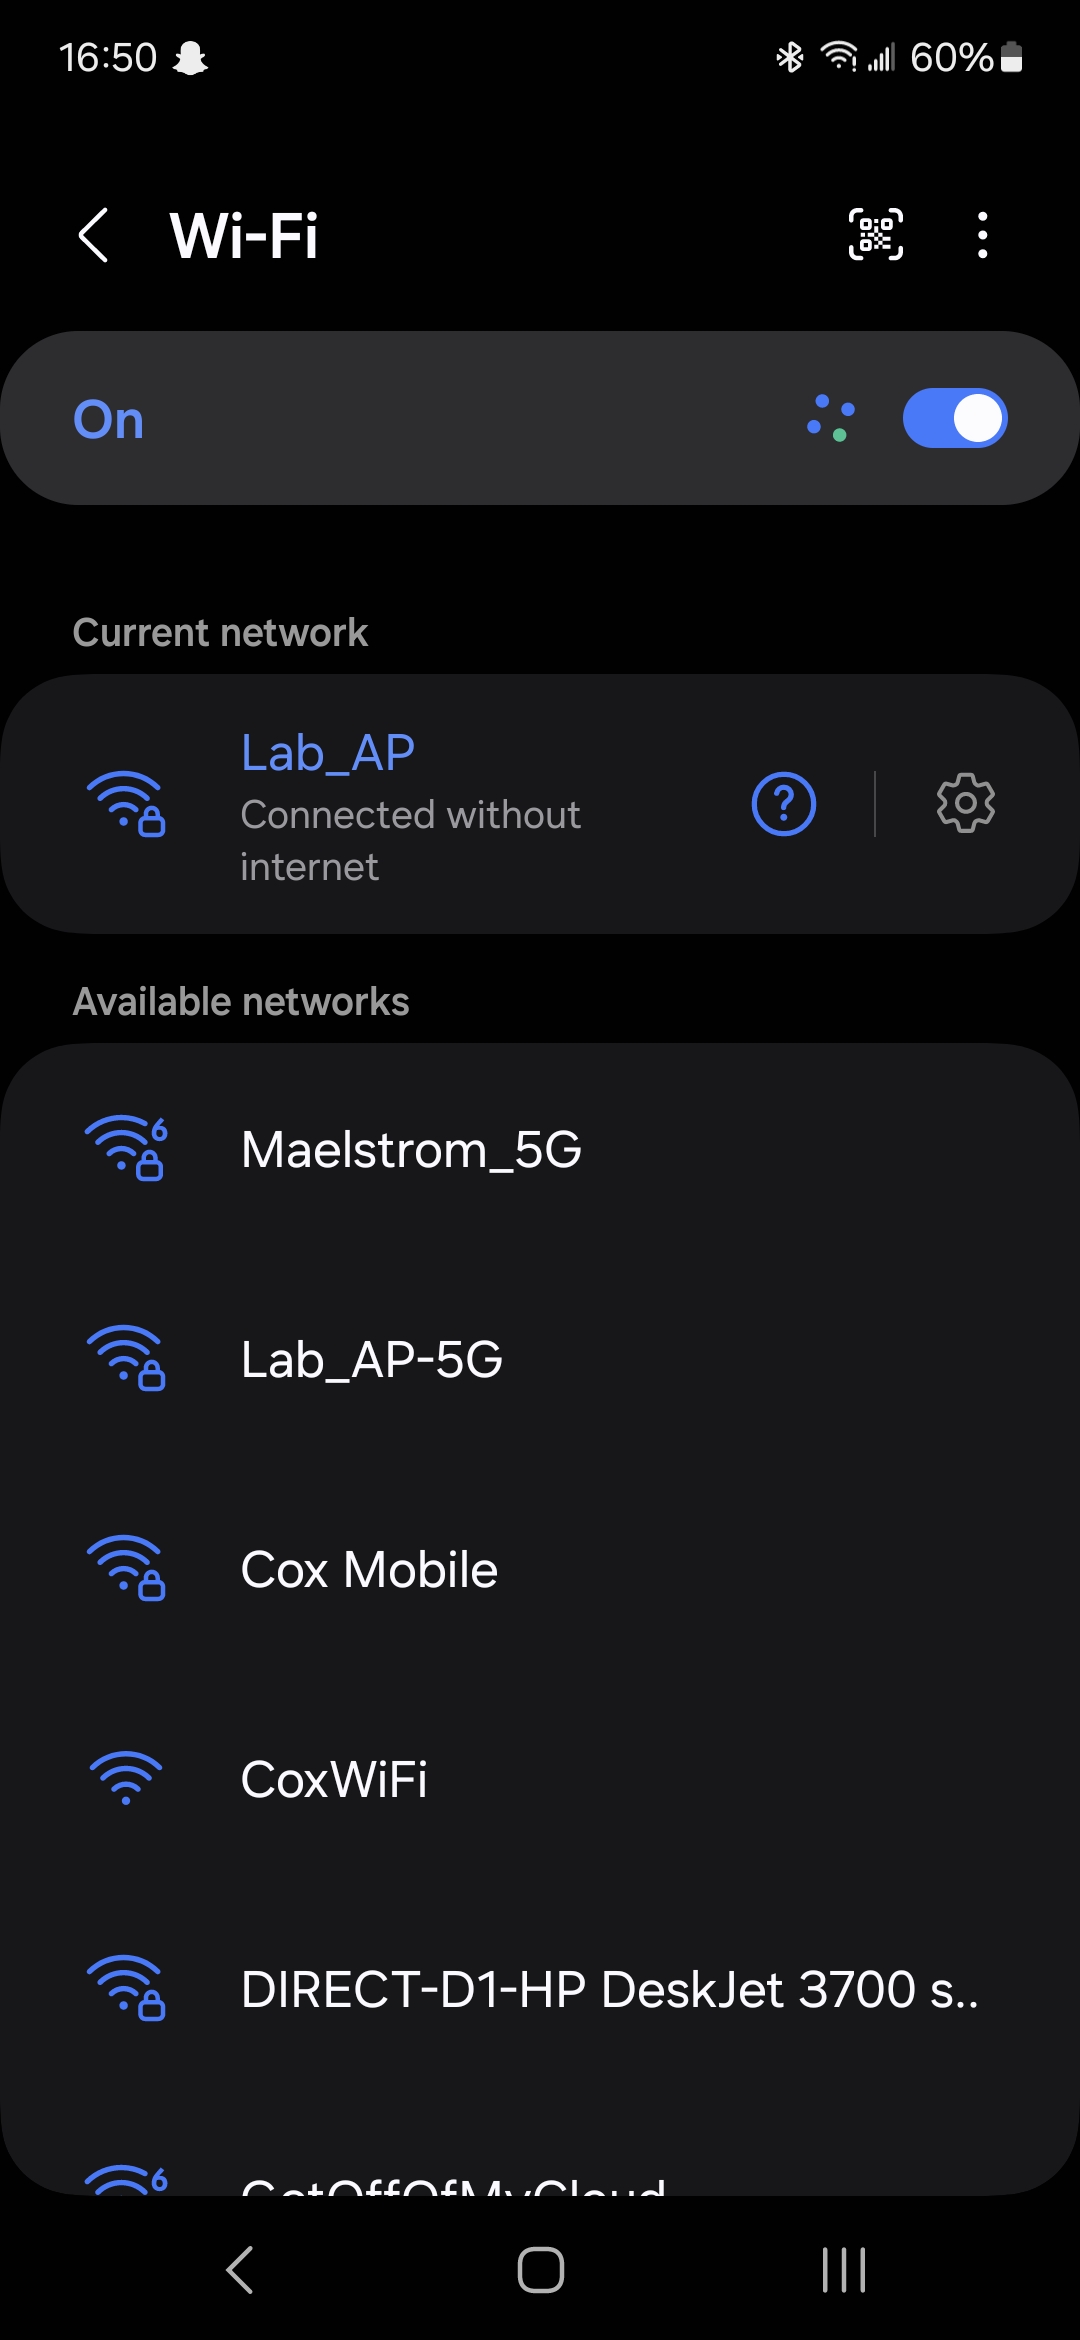 16:50 60%
Wi-Fi
On
Current network
Lab_AP
Connected without
internet
Available networks
Maelstrom_5G
Lab_AP-5G
Cox Mobile
CoxWiFi
DIRECT-D1-HP DeskJet 3700 s..
GetOffOfMyCloud